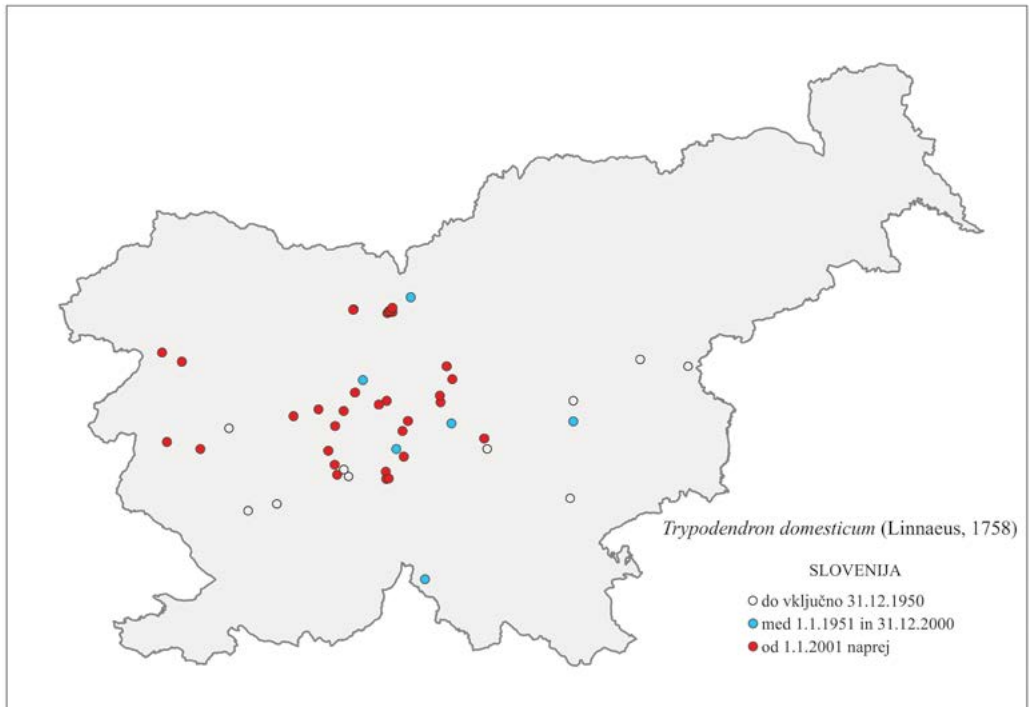 Trypodendron domesticum (Linnaeus, 1758)
SLOVENIJA
do vključno 31.12.1950
med 1.1.1951 in 31.12.2000
od 1.1.2001 naprej